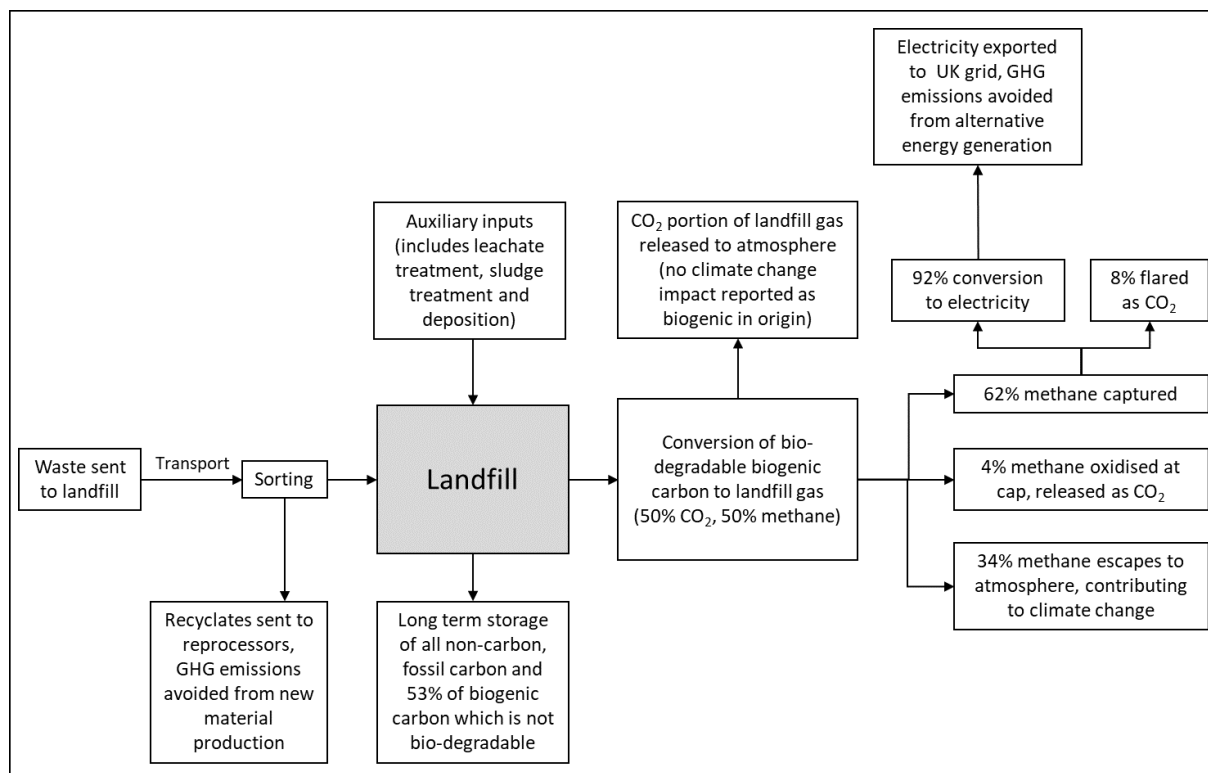 Waste sent
to landfill
Transport
Sorting
Recyclates sent to
reprocessors,
GHG emissions
avoided from new
material
production
Auxiliary inputs
(includes leachate
treatment, sludge
treatment and
deposition)
Landfill
Long term storage
of all non-carbon,
fossil carbon and
53% of biogenic
carbon which is not
bio-degradable
CO₂ portion of landfill gas
released to atmosphere
(no climate change
impact reported as
biogenic in origin)
Conversion of bio-
degradable biogenic
carbon to landfill gas
(50% CO₂, 50% methane)
Electricity exported
to UK grid, GHG
emissions avoided
from alternative
energy generation
92% conversion
to electricity
8% flared
as CO₂
62% methane captured
4% methane oxidised at
cap, released as CO₂
34% methane escapes to
atmosphere, contributing
to climate change